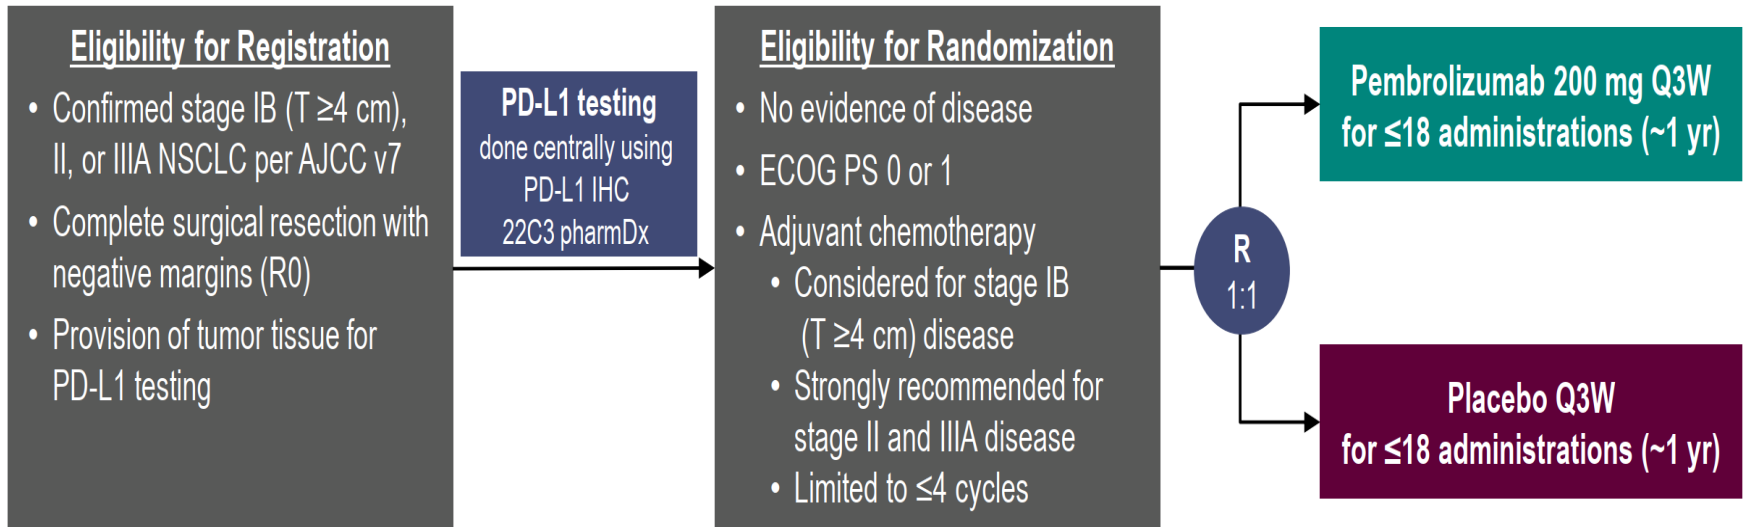 Eligibility for Registration
• Confirmed stage IB (T ≥4 cm),
II, or IIIA NSCLC per AJCC v7
• Complete surgical resection with
negative margins (R0)
• Provision of tumor tissue for
PD-L1 testing
PD-L1 testing
done centrally using
PD-L1 IHC
22C3 pharmDx
Eligibility for Randomization
• No evidence of disease
• ECOG PS 0 or 1
• Adjuvant chemotherapy
• Considered for stage IB
(T ≥4 cm) disease
• Strongly recommended for
stage II and IIIA disease
• Limited to ≤4 cycles
R
1:1
Pembrolizumab 200 mg Q3W
for ≤18 administrations (~1 yr)
Placebo Q3W
for ≤18 administrations (~1 yr)